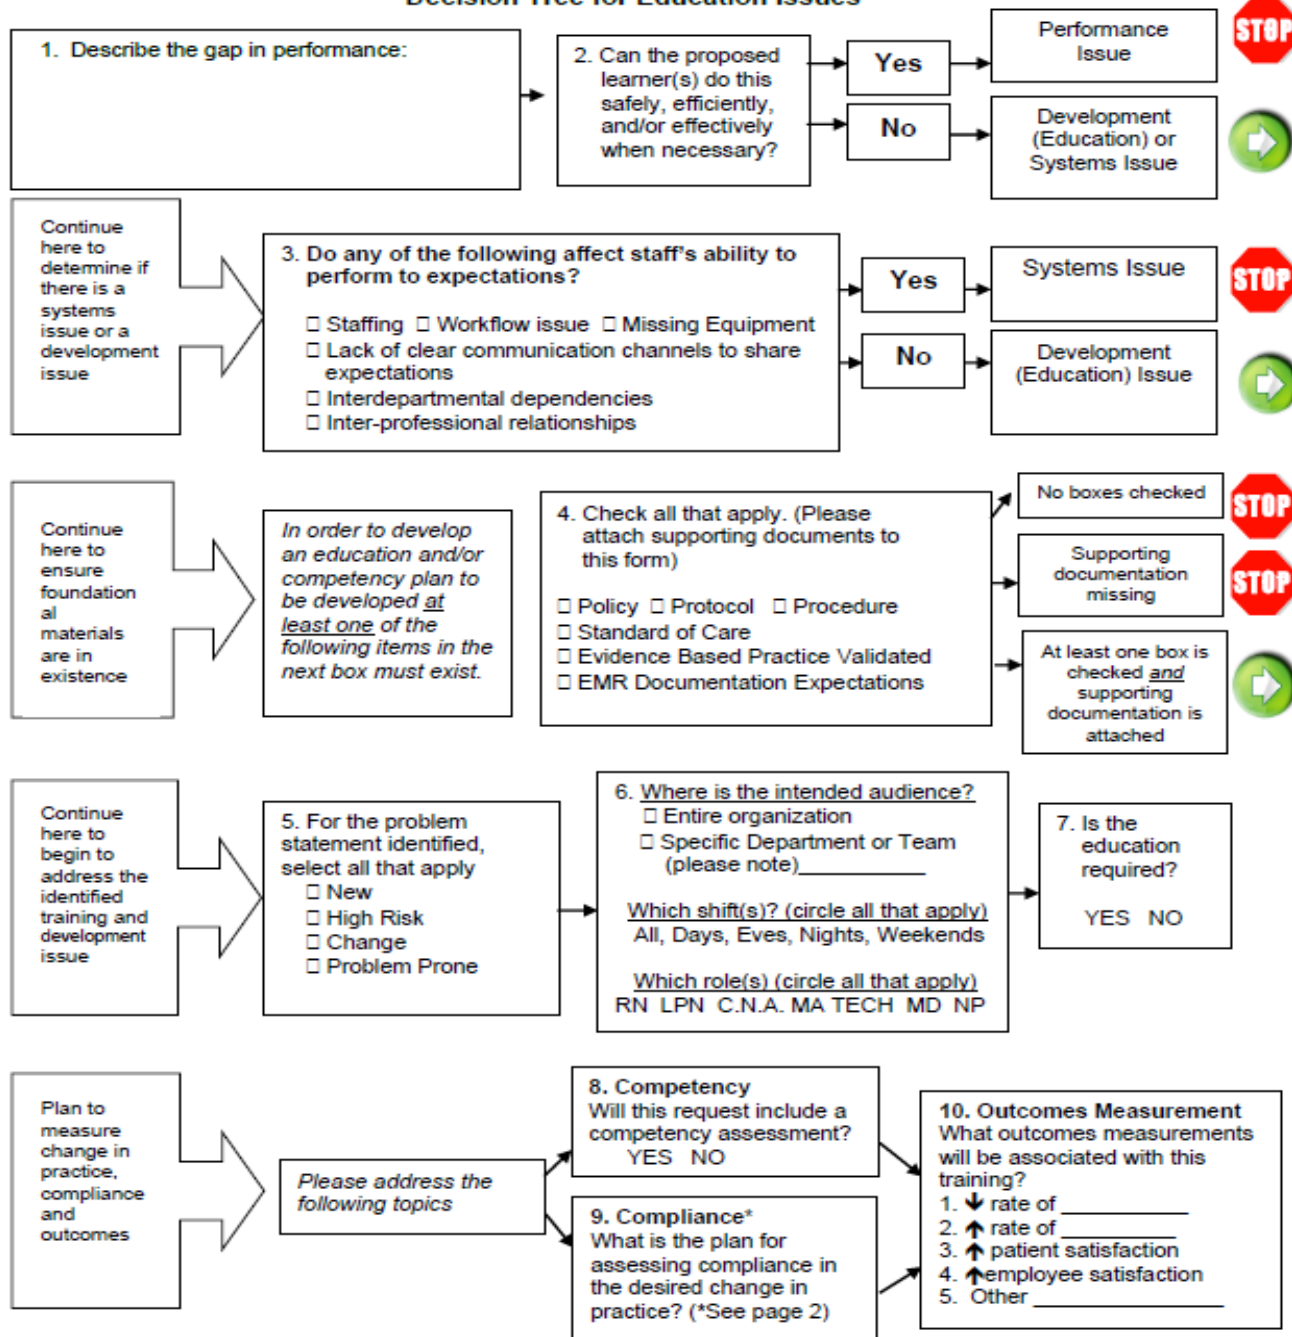 Decision Tree for Education Issues
1. Describe the gap in performance:
2. Can the proposed
learner(s) do this
safely, efficiently,
and/or effectively
when necessary?
Yes
No
Performance
Issue
STOP
Development
(Education) or
Systems Issue
Continue
here to
determine if
there is a
systems
issue or a
development
issue
3. Do any of the following affect staff's ability to
perform to expectations?
☐ Staffing ☐ Workflow issue ☐ Missing Equipment
☐ Lack of clear communication channels to share
expectations
☐ Interdepartmental dependencies
☐ Inter-professional relationships
Yes
No
Systems Issue
STOP
Development
(Education) Issue
Continue
here to
ensure
foundation
al
materials
are in
existence
In order to develop
an education and/or
competency plan to
be developed at
least one of the
following items in the
next box must exist.
4. Check all that apply. (Please
attach supporting documents to
this form)
☐ Policy ☐ Protocol ☐ Procedure
☐ Standard of Care
☐ Evidence Based Practice Validated
☐ EMR Documentation Expectations
No boxes checked
STOP
Supporting
documentation
missing
STOP
At least one box is
checked and
supporting
documentation is
attached
Continue
here to
begin to
address the
identified
training and
development
issue
5. For the problem
statement identified,
select all that apply
☐ New
☐ High Risk
☐ Change
☐ Problem Prone
6. Where is the intended audience?
☐ Entire organization
☐ Specific Department or Team
(please note)___________
Which shift(s)? (circle all that apply)
All, Days, Eves, Nights, Weekends
Which role(s) (circle all that apply)
RN LPN C.N.A. MA TECH MD NP
7. Is the
education
required?
YES NO
Plan to
measure
change in
practice,
compliance
and
outcomes
Please address the
following topics
8. Competency
Will this request include a
competency assessment?
YES NO
9. Compliance*
What is the plan for
assessing compliance in
the desired change in
practice? (*See page 2)
10. Outcomes Measurement
What outcomes measurements
will be associated with this
training?
1. ↓ rate of ___________
2. ↑ rate of __________
3. ↑ patient satisfaction
4. ↑employee satisfaction
5. Other ________________